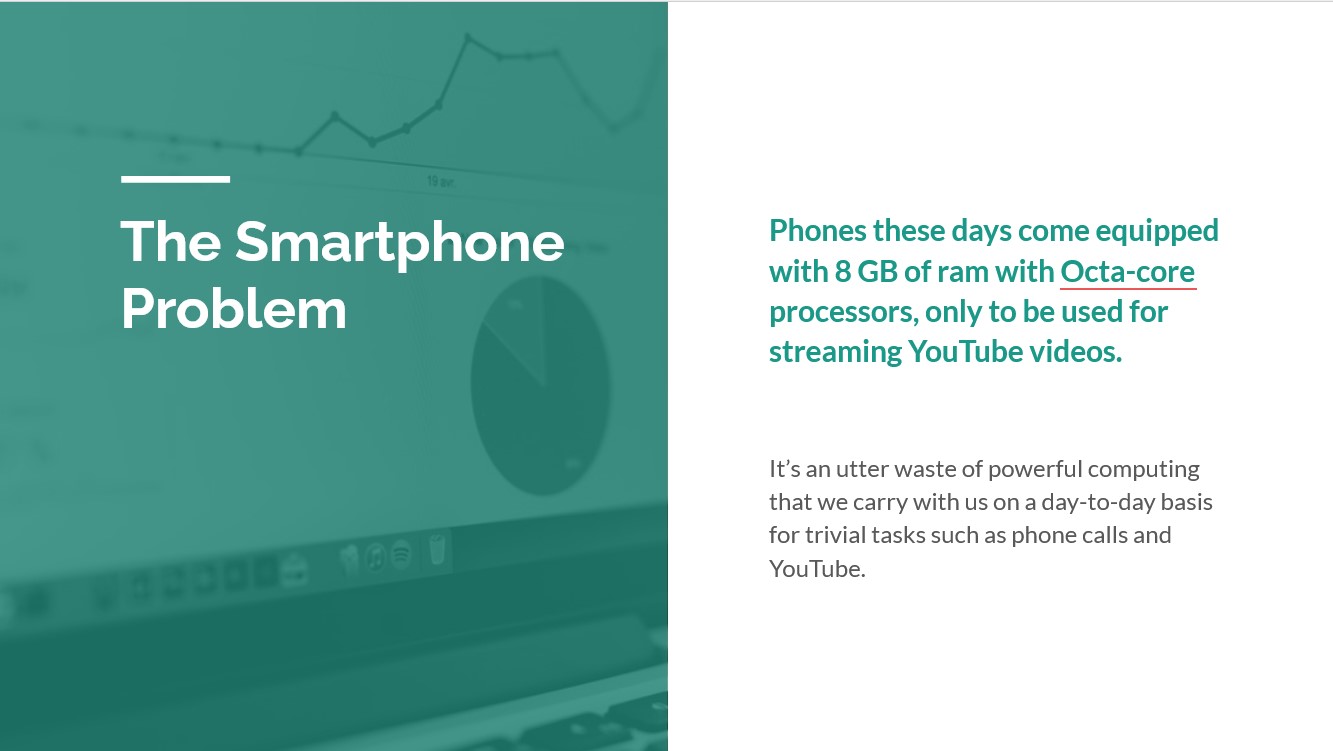 19 avr.
The Smartphone
Problem
Phones these days come equipped
with 8 GB of ram with Octa-core
processors, only to be used for
streaming YouTube videos.
It’s an utter waste of powerful computing
that we carry with us on a day-to-day basis
for trivial tasks such as phone calls and
YouTube.